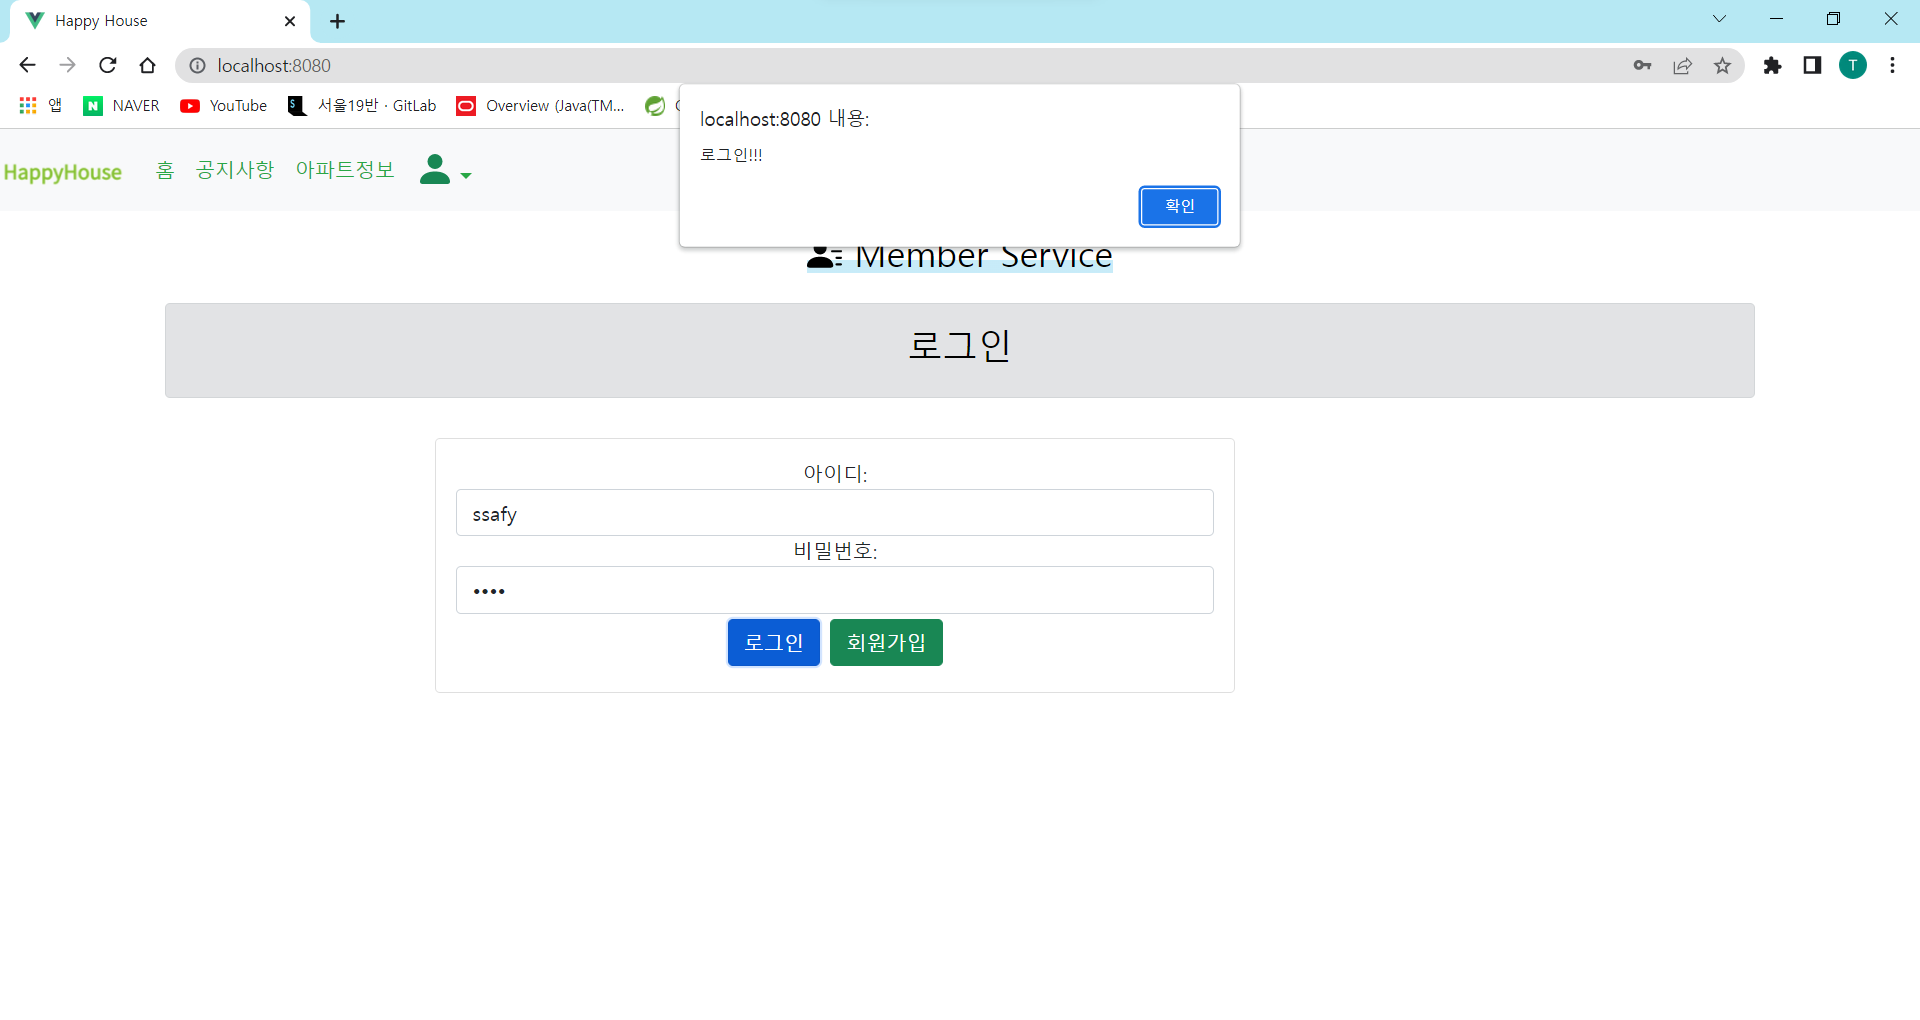 Happy House
localhost:8080
T
앱
NAVER
YouTube
서울19반 · GitLab
Overview (Java(TM...
localhost:8080 내용:
로그인!!!
확인
HappyHouse
홈
공지사항
아파트정보
Member Service
로그인
아이디:
ssafy
비밀번호:
••••
로그인
회원가입